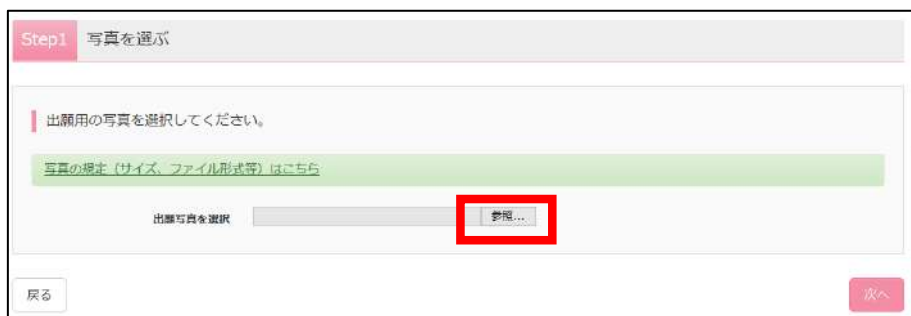 Step1 写真を選ぶ
出願用の写真を選択してください。
写真の規定（サイズ、ファイル形式等）はこちら
出願写真を選択 参照...
戻る 次へ